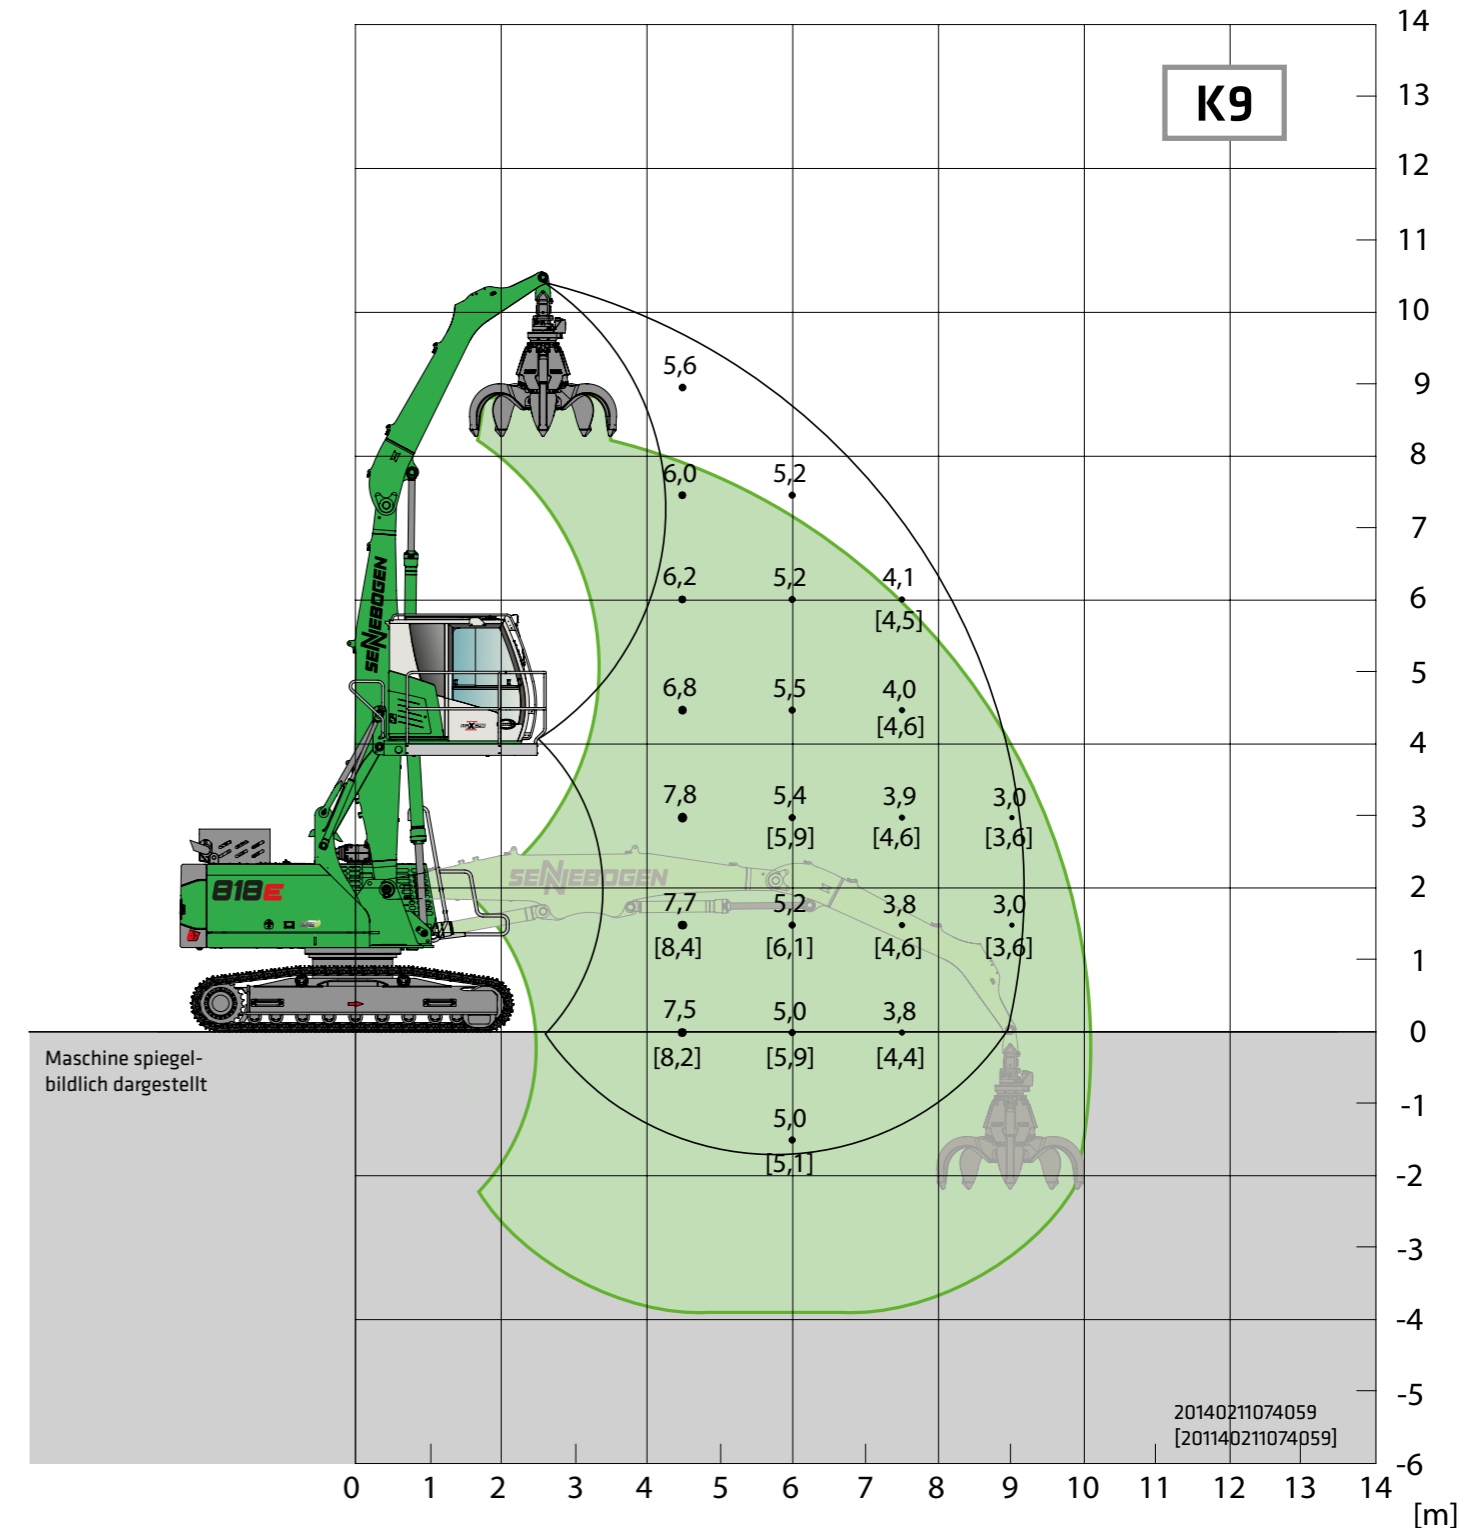 14
K9
13
12
11
10
5,6
9
8
6,0 5,2
7
6,2 5,2 4,1
6
[4,5]
SENNEBOGEN
5
6,8 5,5 4,0
[4,6]
4
7,8 5,4 3,9 3,0
3
[5,9] [4,6] [3,6]
SENNEBOGEN
818E
2
7,7 5,2 3,8 3,0
[8,4] [6,1] [4,6] [3,6]
1
7,5 5,0 3,8
0
[8,2] [5,9] [4,4]
Maschine spiegel-
bildlich dargestellt
-1
5,0
[5,1]
-2
-3
-4
-5
20140211074059
[201140211074059]
-6
0 1 2 3 4 5 6 7 8 9 10 11 12 13 14
[m]